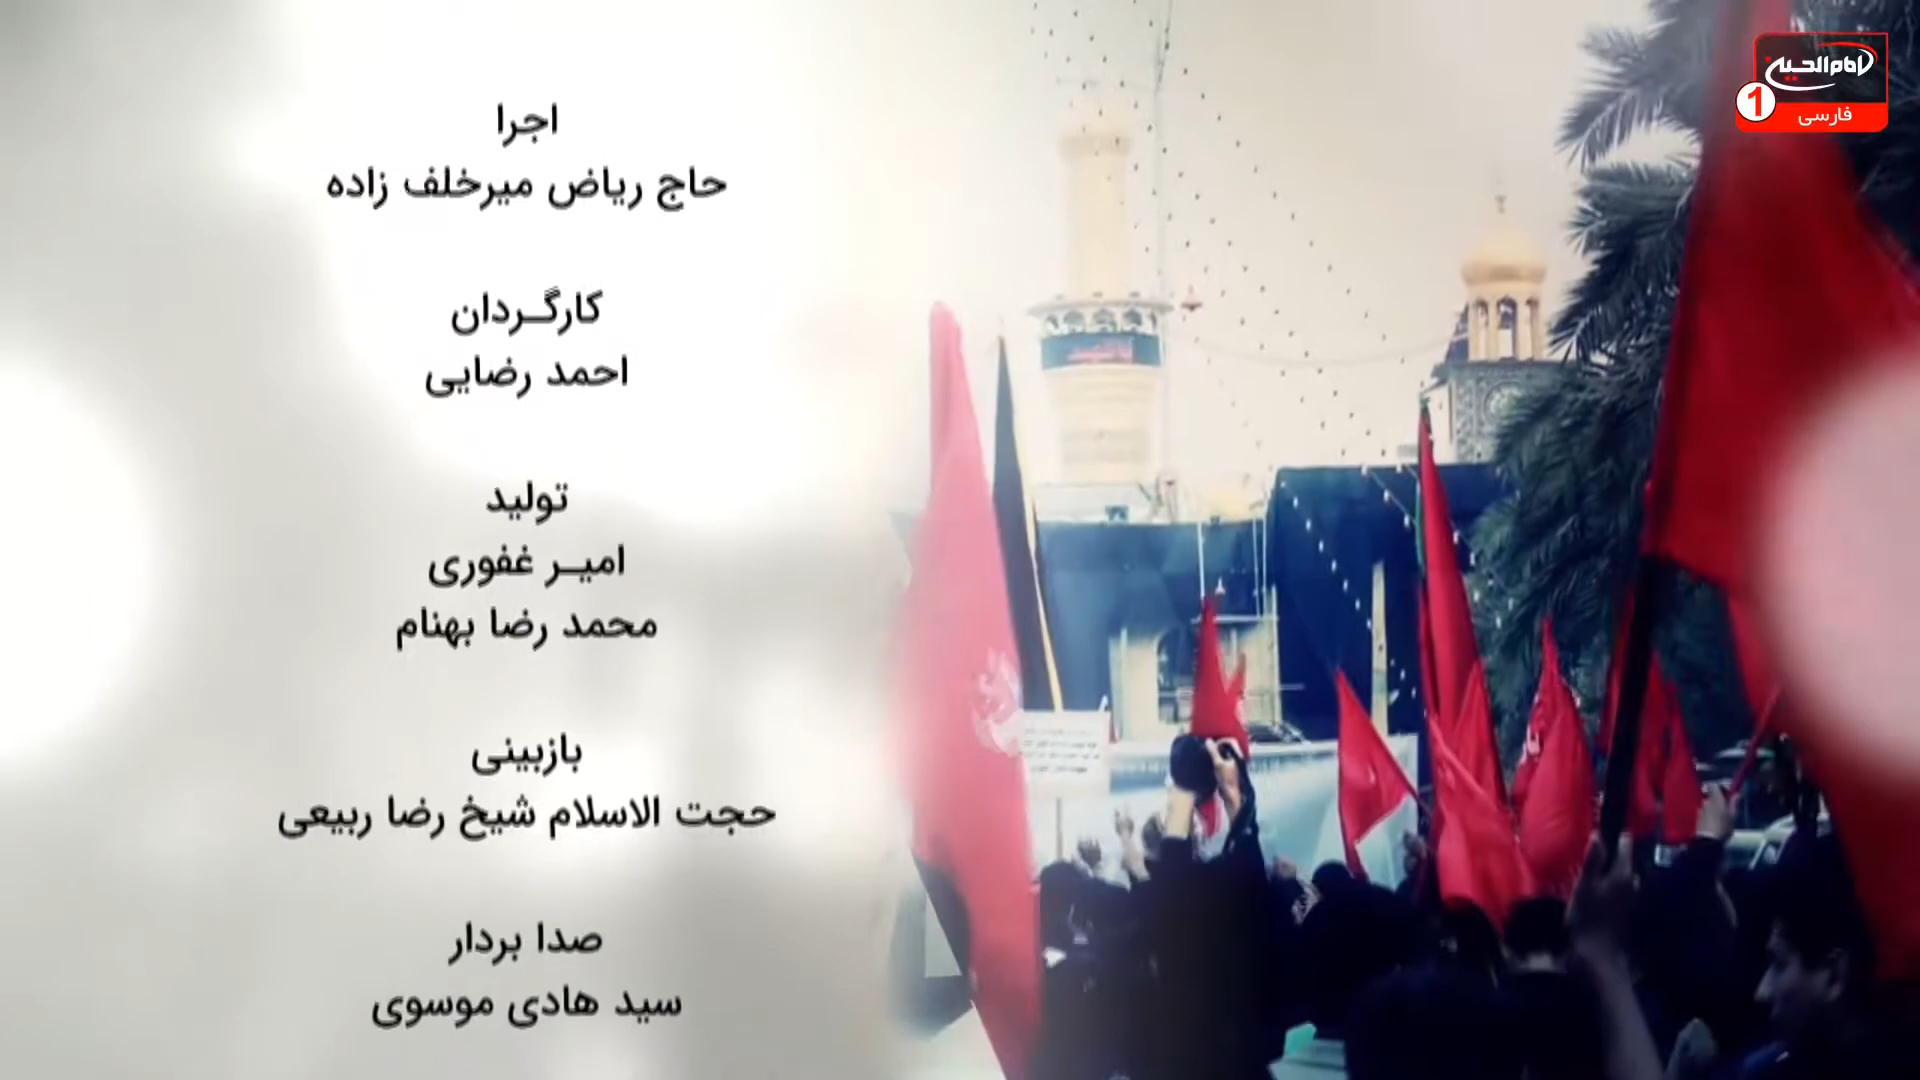 اجرا
حاج ریاض میرخلف زاده
کارگـردان
احمد رضایی
تولید
امیـر غفوری
محمد رضا بهنام
بازبینی
حجت الاسلام شیخ رضا ربیعی
صدا بردار
سید هادی موسوی
امام الحسین
1
فارسی